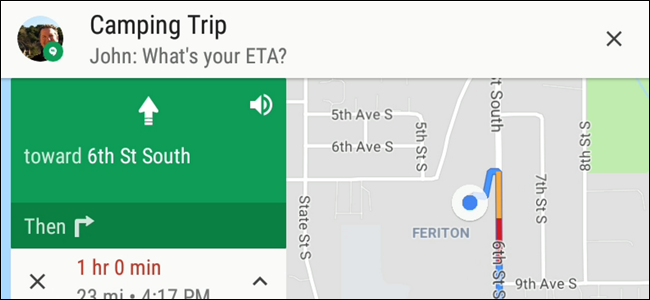 Camping Trip
John: What's your ETA?
toward 6th St South
Then
1 hr 0 min
23 mi • 4:17 PM
St South
5th Ave S
6th Ave S
5th St S
8th St S
7th St S
State St S
FERITON
6th St S
9th Ave S